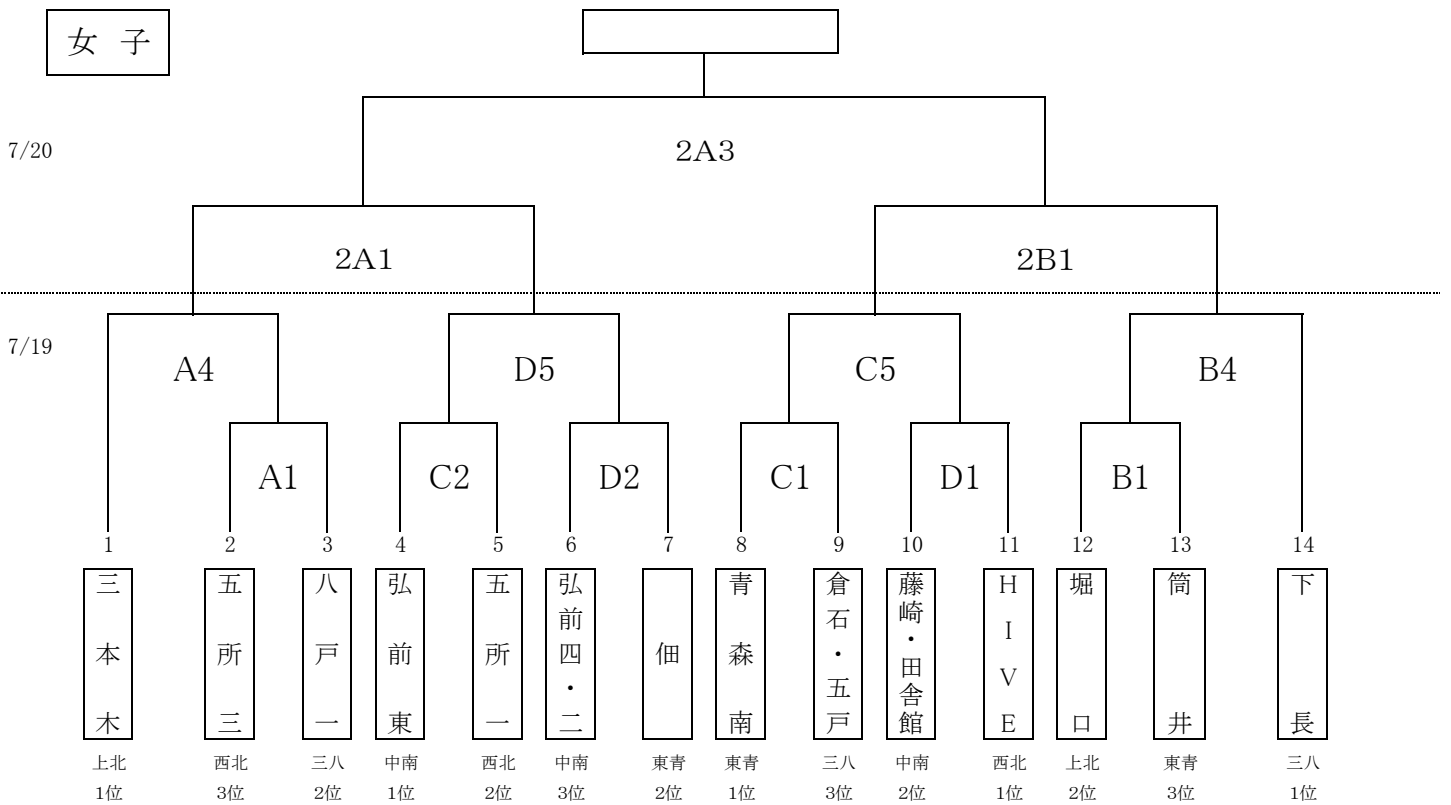 女 子
7/20
2A3
2A1
2B1
7/19
A4
D5
C5
B4
A1
C2
D2
C1
D1
B1
1
2
3
4
5
6
7
8
9
10
11
12
13
14
三本木
五所三
八戸一
弘前東
五所一
弘前四・二
佃
青森南
倉石・五戸
藤崎・田舎館
HIVE
堀口
筒井
下長
上北
西北
三八
中南
西北
中南
東青
東青
三八
中南
西北
上北
東青
三八
1位
3位
2位
1位
2位
3位
2位
1位
3位
2位
1位
2位
3位
1位